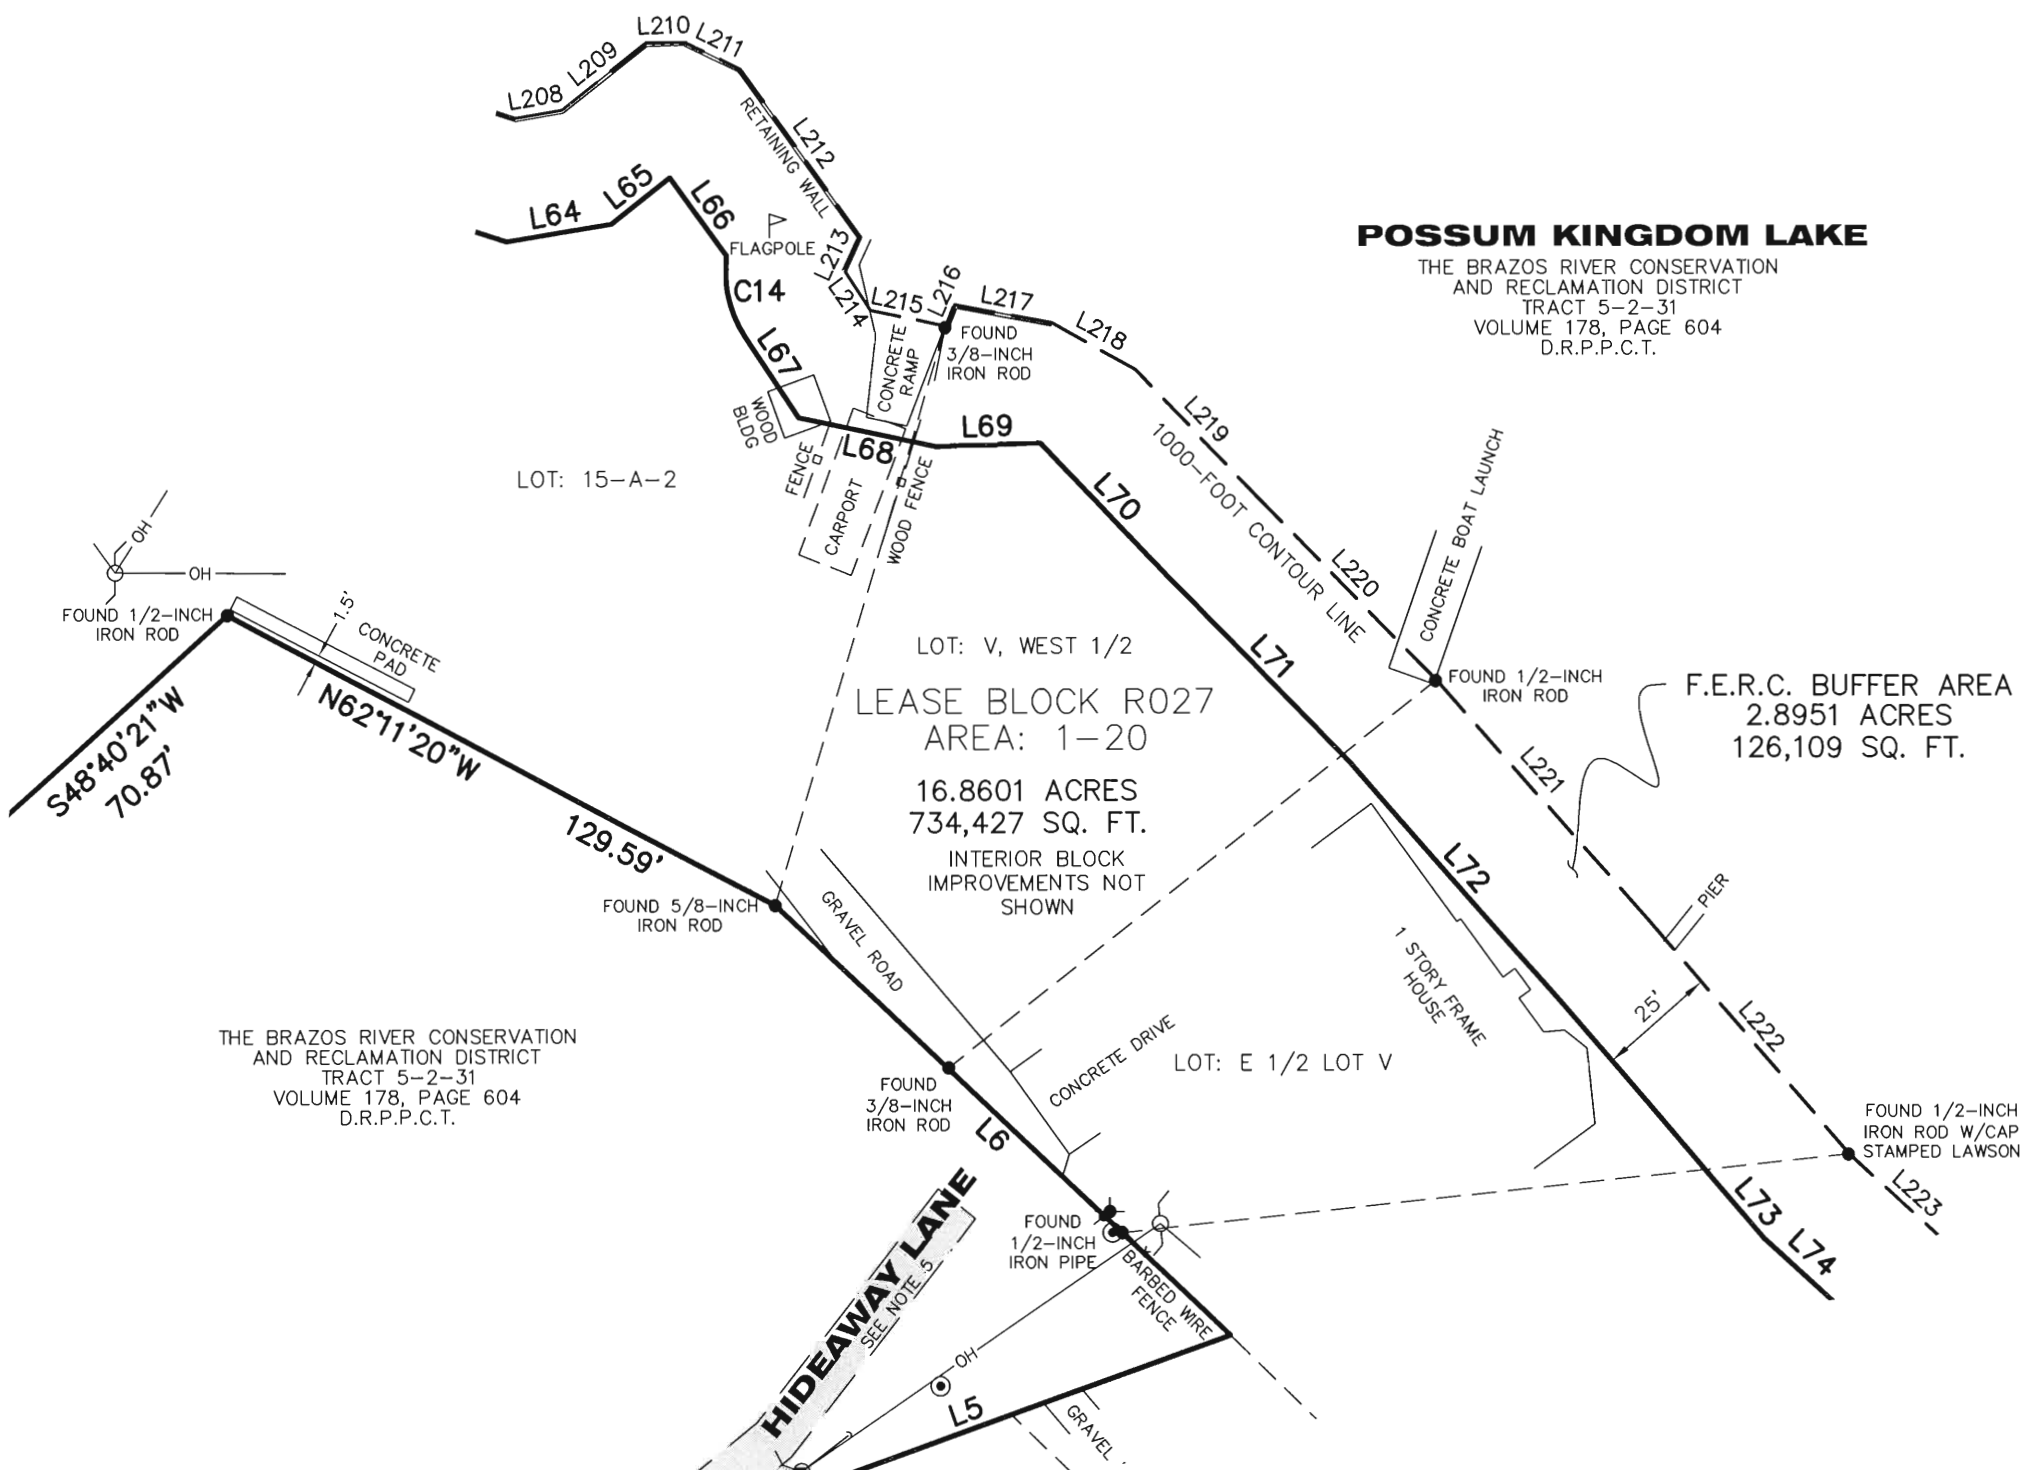 L210
L211
L209
L208
L212
RETAINING WALL
L65
L66
L64
FLAGPOLE
L213
L214
C14
L215
L216
L217
L218
POSSUM KINGDOM LAKE
THE BRAZOS RIVER CONSERVATION
AND RECLAMATION DISTRICT
TRACT 5-2-31
VOLUME 178, PAGE 604
D.R.P.P.C.T.
FOUND
3/8-INCH
IRON ROD
CONCRETE
RAMP
L67
WOOD
BLDG
L68
L69
FENCE
CARPORT
WOOD FENCE
L219
1000-FOOT CONTOUR LINE
L70
L220
CONCRETE BOAT LAUNCH
LOT: 15-A-2
OH
OH
FOUND 1/2-INCH
IRON ROD
1.5'
CONCRETE
PAD
S48°40'21"W
70.87'
N62°11'20"W
129.59'
LOT: V, WEST 1/2
LEASE BLOCK R027
AREA: 1-20
16.8601 ACRES
734,427 SQ. FT.
INTERIOR BLOCK
IMPROVEMENTS NOT
SHOWN
L71
FOUND 1/2-INCH
IRON ROD
F.E.R.C. BUFFER AREA
2.8951 ACRES
126,109 SQ. FT.
L221
L72
PIER
FOUND 5/8-INCH
IRON ROD
GRAVEL ROAD
1 STORY FRAME
HOUSE
25'
L222
THE BRAZOS RIVER CONSERVATION
AND RECLAMATION DISTRICT
TRACT 5-2-31
VOLUME 178, PAGE 604
D.R.P.P.C.T.
FOUND
3/8-INCH
IRON ROD
CONCRETE DRIVE
LOT: E 1/2 LOT V
L6
FOUND 1/2-INCH
IRON ROD W/CAP
STAMPED LAWSON
L223
L73
L74
HIDEAWAY LANE
SEE NOTE 5
FOUND
1/2-INCH
IRON PIPE
BARBED WIRE
FENCE
OH
L5
GRAVEL